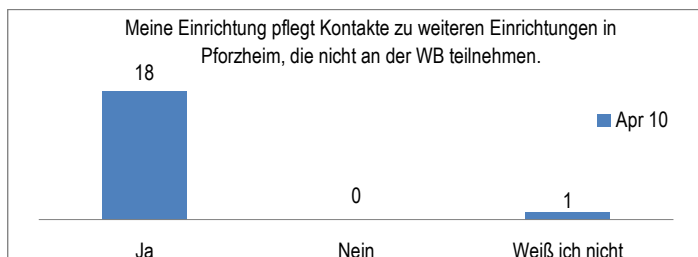 Meine Einrichtung pflegt Kontakte zu weiteren Einrichtungen in
Pforzheim, die nicht an der WB teilnehmen.
18
0
1
Apr 10
Ja
Nein
Weiß ich nicht